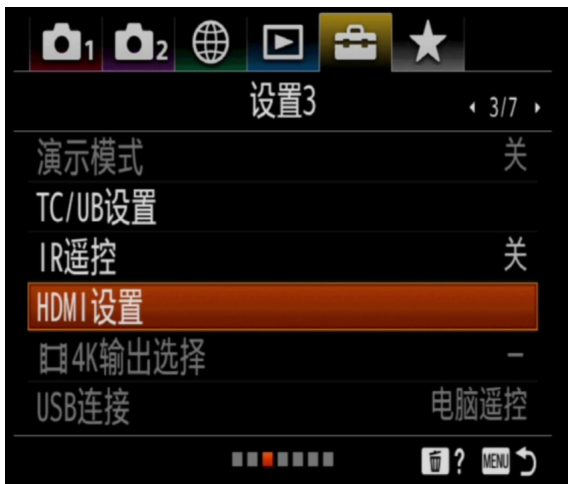 1 2
设置3 3/7
演示模式 关
TC/UB设置
IR遥控 关
HDMI设置
4K输出选择 –
USB连接 电脑遥控
? MENU